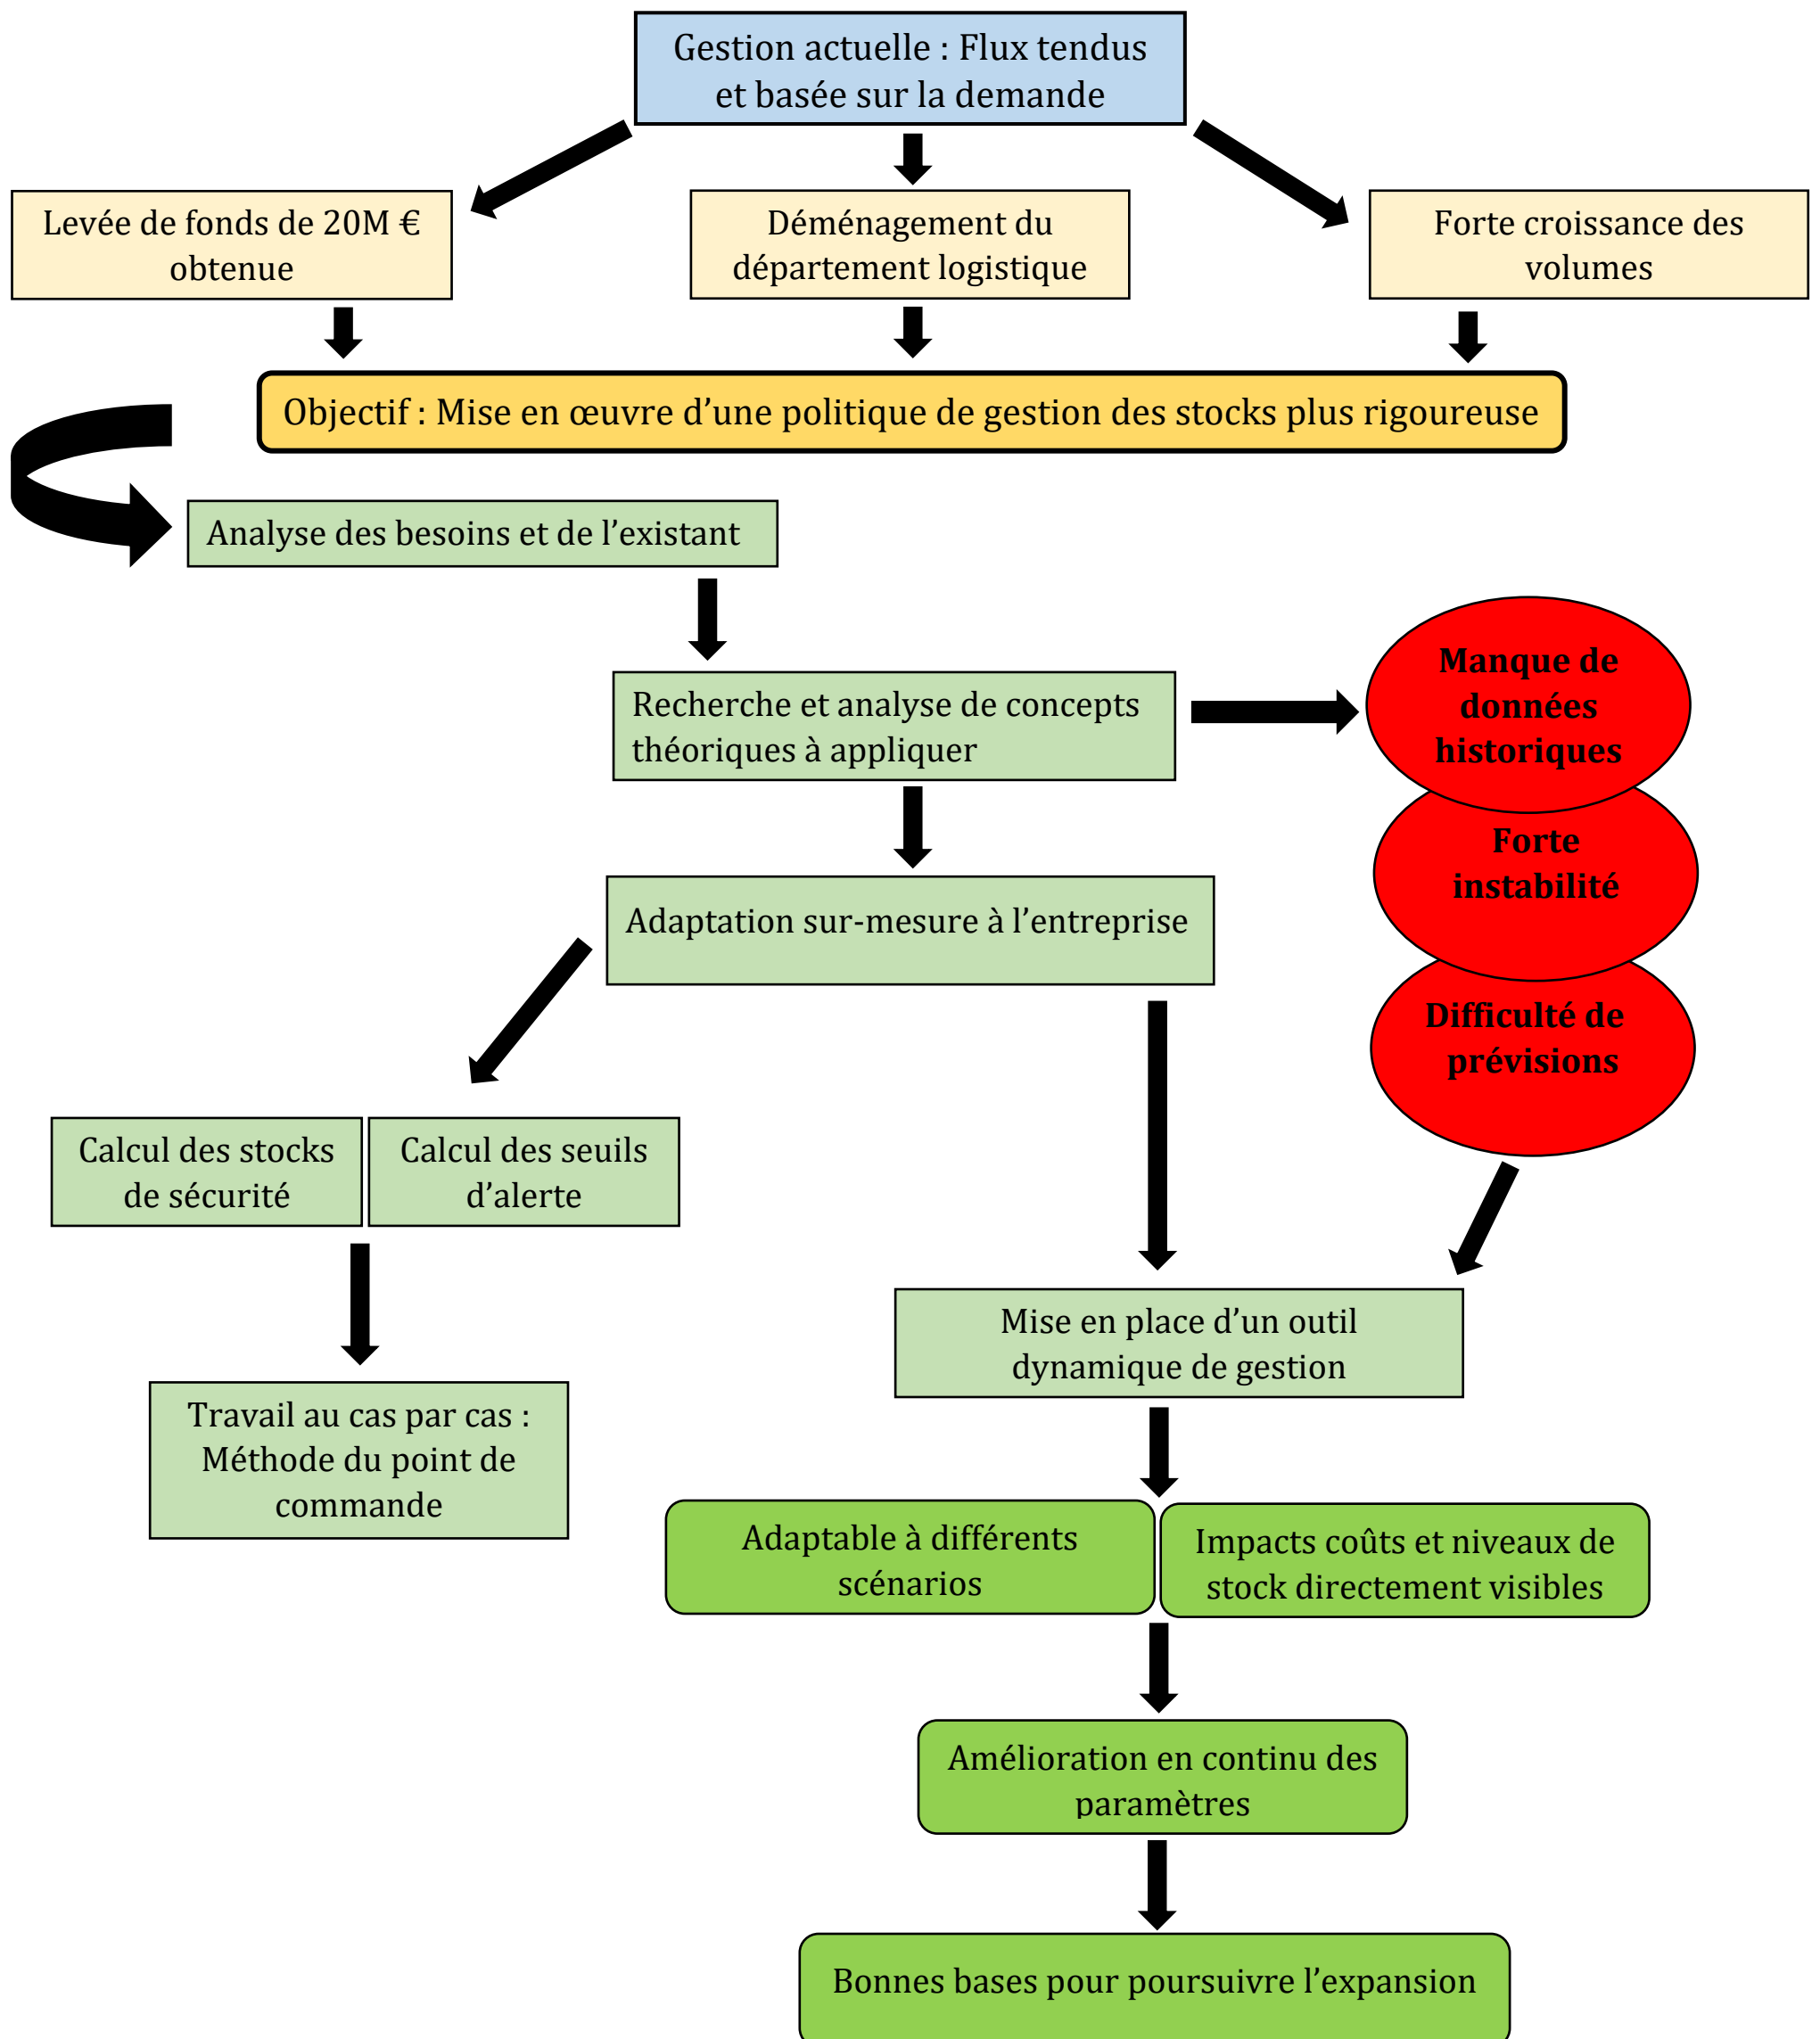 Gestion actuelle : Flux tendus
et basée sur la demande
Levée de fonds de 20M €
obtenue
Déménagement du
département logistique
Forte croissance des
volumes
Objectif : Mise en œuvre d’une politique de gestion des stocks plus rigoureuse
Analyse des besoins et de l’existant
Recherche et analyse de concepts
théoriques à appliquer
Manque de
données
historiques
Forte
instabilité
Difficulté de
prévisions
Adaptation sur-mesure à l’entreprise
Calcul des stocks
de sécurité
Calcul des seuils
d’alerte
Travail au cas par cas :
Méthode du point de
commande
Mise en place d’un outil
dynamique de gestion
Adaptable à différents
scénarios
Impacts coûts et niveaux de
stock directement visibles
Amélioration en continu des
paramètres
Bonnes bases pour poursuivre l’expansion